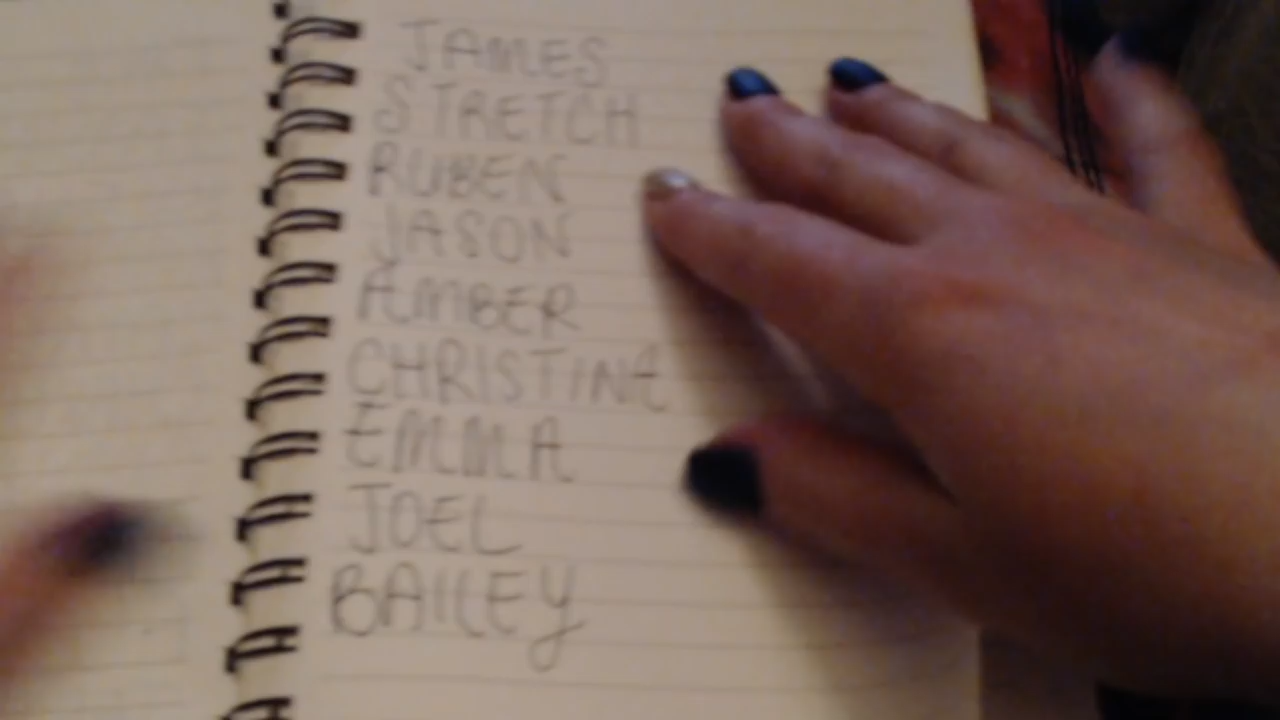 JAMES
STRETCH
RUBEN
JASON
AMBER
CHRISTINE
EMMA
JOEL
BAILEY